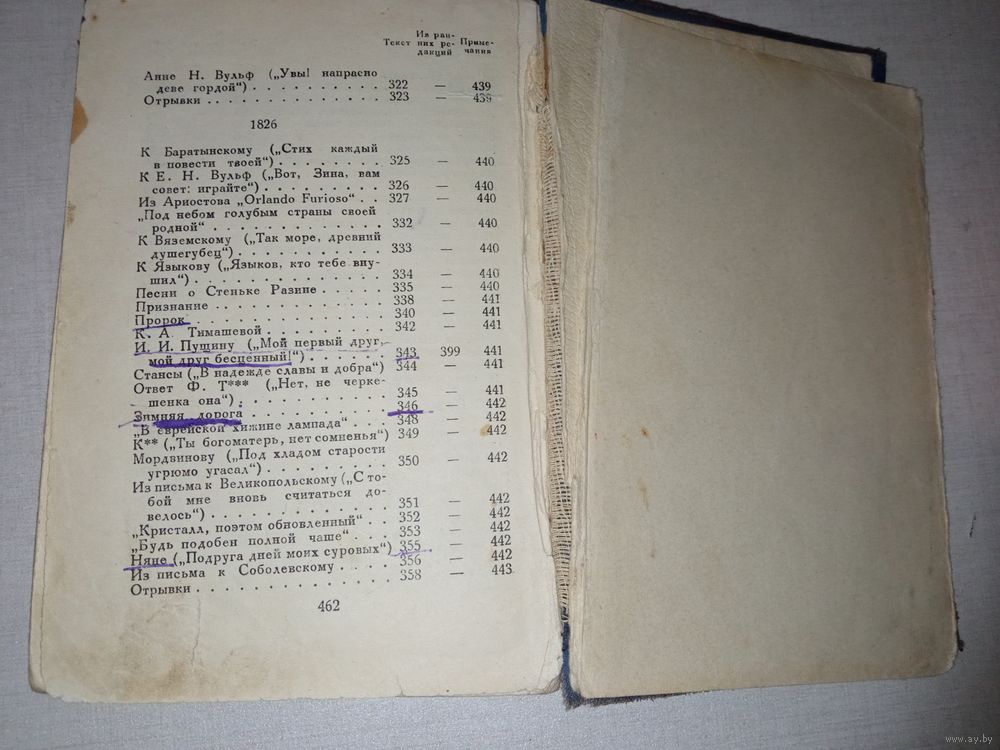 Из ран- Приме-
Текст них ре- чания
дакций
Анне Н. Вульф („Увы! напрасно
деве гордой“) . . . . . . . . . . 322 — 439
Отрывки . . . . . . . . . . . . . 323 — 439
1826
К Баратынскому („Стих каждый
в повести твоей“) . . . . . . . . 325 — 440
К Е. Н. Вульф („Вот, Зина, вам
совет: играйте“) . . . . . . . . . 326 — 440
Из Ариостова „Orlando Furioso“ . . 327 — 440
„Под небом голубым страны своей
родной“ . . . . . . . . . . . . . 332 — 440
К Вяземскому („Так море, древний
душегубец“) . . . . . . . . . . . 333 — 440
К Языкову („Языков, кто тебе вну-
шил“) . . . . . . . . . . . . . . 334 — 440
Песни о Стеньке Разине . . . . . 335 — 440
Признание . . . . . . . . . . . . 338 — 441
Пророк . . . . . . . . . . . . . 340 — 441
К. А. Тимашевой . . . . . . . . . 342 — 441
И. И. Пущину („Мой первый друг,
мой друг бесценный!“) . . . . . . 343 399 441
Стансы („В надежде славы и добра“) 344 — 441
Ответ Ф. Т*** („Нет, не черке-
шенка она“) . . . . . . . . . . . 345 — 441
Зимняя дорога . . . . . . . . . . 346 — 442
„В еврейской хижине лампада“ . . . 348 — 442
К** („Ты богоматерь, нет сомненья“) 349 — 442
Мордвинову („Под хладом старости
угрюмо угасал“) . . . . . . . . . 350 — 442
Из письма к Великопольскому („С то-
бой мне вновь считаться до-
велось“) . . . . . . . . . . . . . 351 — 442
„Кристалл, поэтом обновленный“ . . 352 — 442
„Будь подобен полной чаше“ . . . 353 — 442
Няне („Подруга дней моих суровых“) 355 — 442
Из письма к Соболевскому . . . . 356 — 442
Отрывки . . . . . . . . . . . . . 358 — 443
462
www.ay.by